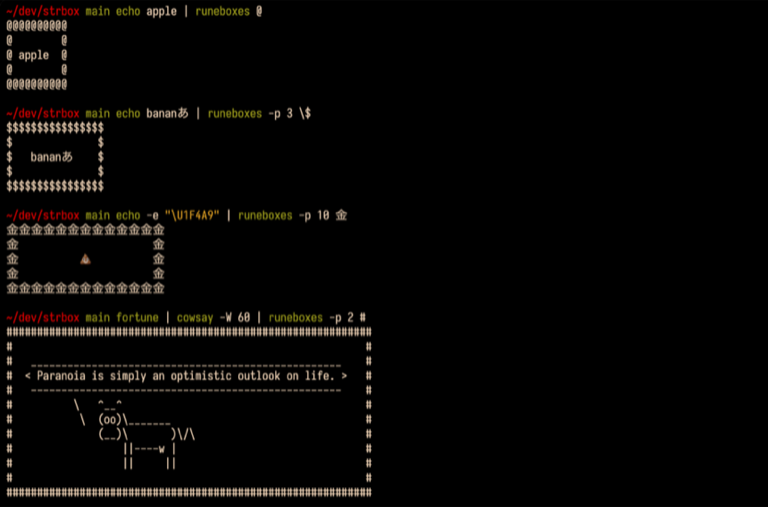 ~/dev/strbox main echo apple | runeboxes @
@@@@@@@@@@
@        @
@ apple  @
@        @
@@@@@@@@@@
~/dev/strbox main echo bananあ | runeboxes -p 3 \$
$$$$$$$$$$$$$$$$
$              $
$   bananあ    $
$              $
$$$$$$$$$$$$$$$$
~/dev/strbox main echo -e "\U1F4A9" | runeboxes -p 10 金
金金金金金金金金金金金金金
金                      金
金          💩          金
金                      金
金金金金金金金金金金金金金
~/dev/strbox main fortune | cowsay -W 60 | runeboxes -p 2 #
############################################################
#                                                          #
#   ___________________________________________________    #
#  < Paranoia is simply an optimistic outlook on life. >   #
#   ---------------------------------------------------    #
#          \   ^__^                                        #
#           \  (oo)\_______                                #
#              (__)\       )\/\                            #
#                  ||----w |                               #
#                  ||     ||                               #
#                                                          #
############################################################